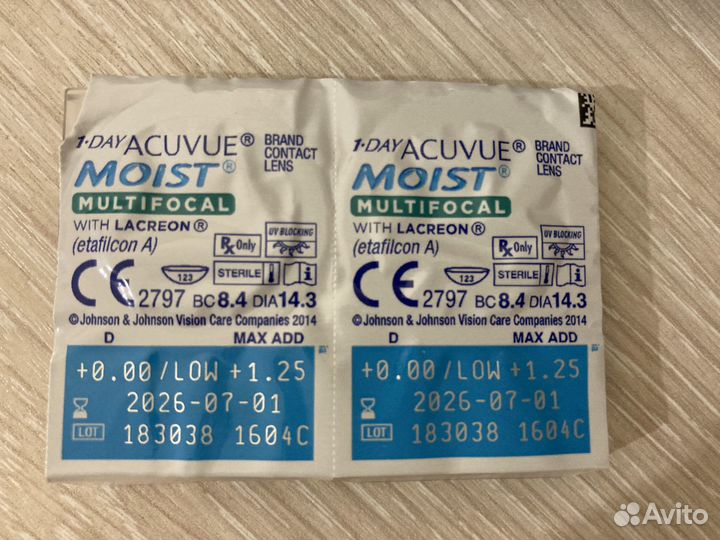 1·DAY ACUVUE® BRAND CONTACT LENS
MOIST®
MULTIFOCAL
WITH LACREON®
(etafilcon A) Rx Only UV BLOCKING
CE 2797 123 STERILE i
BC 8.4 DIA 14.3
© Johnson & Johnson Vision Care Companies 2014
D MAX ADD
+0.00/LOW +1.25
2026-07-01
LOT 183038 1604C
1·DAY ACUVUE® BRAND CONTACT LENS
MOIST®
MULTIFOCAL
WITH LACREON®
(etafilcon A) Rx Only UV BLOCKING
CE 2797 123 STERILE i
BC 8.4 DIA 14.3
© Johnson & Johnson Vision Care Companies 2014
D MAX ADD
+0.00/LOW +1.25
2026-07-01
LOT 183038 1604C
Avito